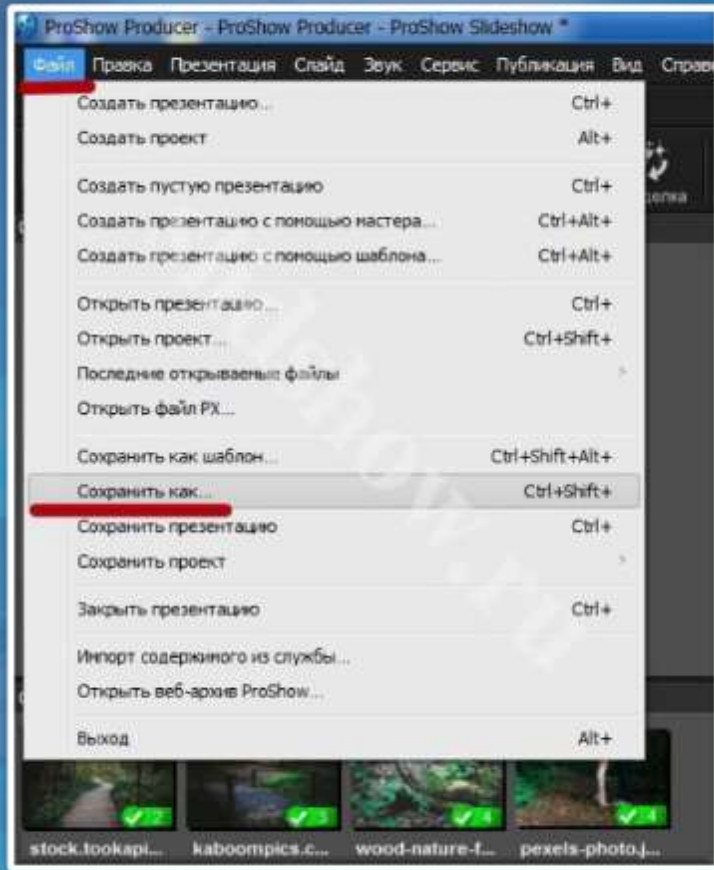 ProShow Producer - ProShow Producer - ProShow Slideshow *
Файл Правка Презентация Слайд Звук Сервис Публикация Вид Справ
Создать презентацию... Ctrl+
Создать проект Alt+
Создать пустую презентацию Ctrl+
Создать презентацию с помощью мастера... Ctrl+Alt+
Создать презентацию с помощью шаблона... Ctrl+Alt+
Открыть презентацию... Ctrl+
Открыть проект... Ctrl+Shift+
Последние открываемые файлы
Открыть файл PX...
Сохранить как шаблон... Ctrl+Shift+Alt+
Сохранить как... Ctrl+Shift+
Сохранить презентацию Ctrl+
Сохранить проект
Закрыть презентацию Ctrl+
Импорт содержимого из службы...
Открыть веб-архив ProShow...
Выход Alt+
2 3 4 4
stock.tookapi... kaboompics.c... wood-nature-f... pexels-photo.j...